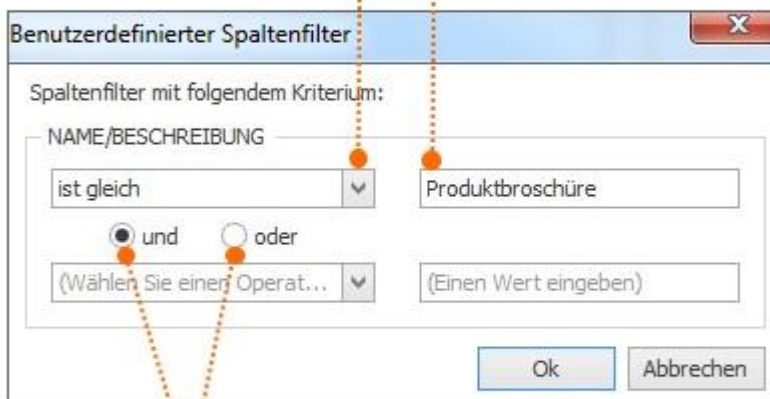 Benutzerdefinierter Spaltenfilter
Spaltenfilter mit folgendem Kriterium:
NAME/BESCHREIBUNG
ist gleich Produktbroschüre
und oder
(Wählen Sie einen Operat... (Einen Wert eingeben)
Ok Abbrechen